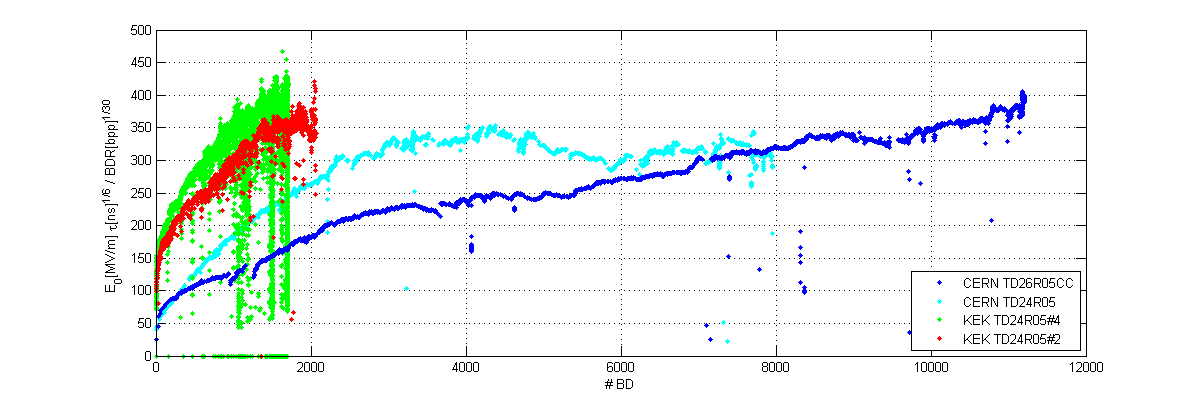 500
450
400
350
300
250
200
150
100
50
0
E₀[MV/m] τ[ns]^1/6 / BDR[bpp]^1/30
0 2000 4000 6000 8000 10000 12000
# BD
CERN TD26R05CC
CERN TD24R05
KEK TD24R05#4
KEK TD24R05#2